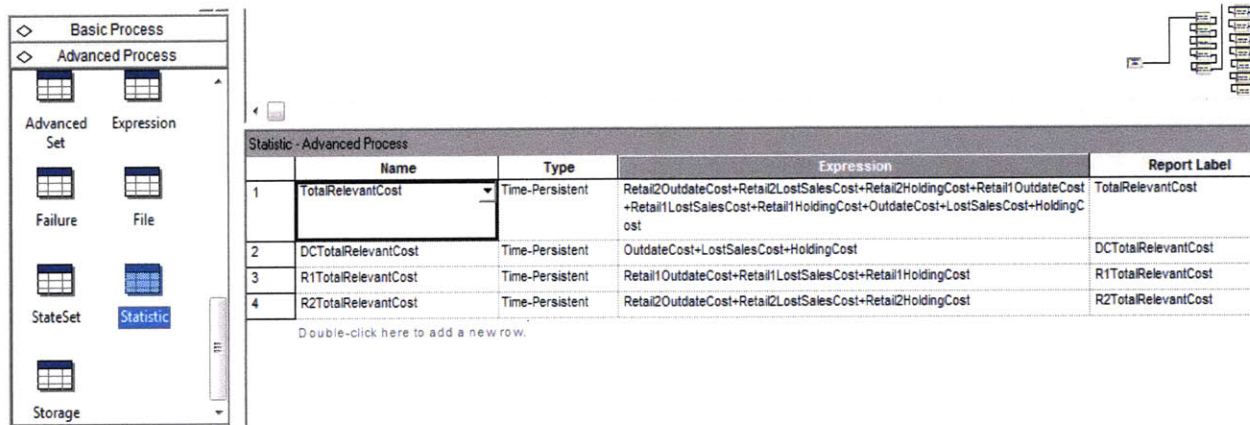 Basic Process
Advanced Process
Advanced Set
Expression
Failure
File
StateSet
Statistic
Storage
Statistic - Advanced Process
Name Type Expression Report Label
1 TotalRelevantCost Time-Persistent Retail2OutdateCost+Retail2LostSalesCost+Retail2HoldingCost+Retail1OutdateCost TotalRelevantCost
+Retail1LostSalesCost+Retail1HoldingCost+OutdateCost+LostSalesCost+HoldingC
ost
2 DCTotalRelevantCost Time-Persistent OutdateCost+LostSalesCost+HoldingCost DCTotalRelevantCost
3 R1TotalRelevantCost Time-Persistent Retail1OutdateCost+Retail1LostSalesCost+Retail1HoldingCost R1TotalRelevantCost
4 R2TotalRelevantCost Time-Persistent Retail2OutdateCost+Retail2LostSalesCost+Retail2HoldingCost R2TotalRelevantCost
Double-click here to add a new row.